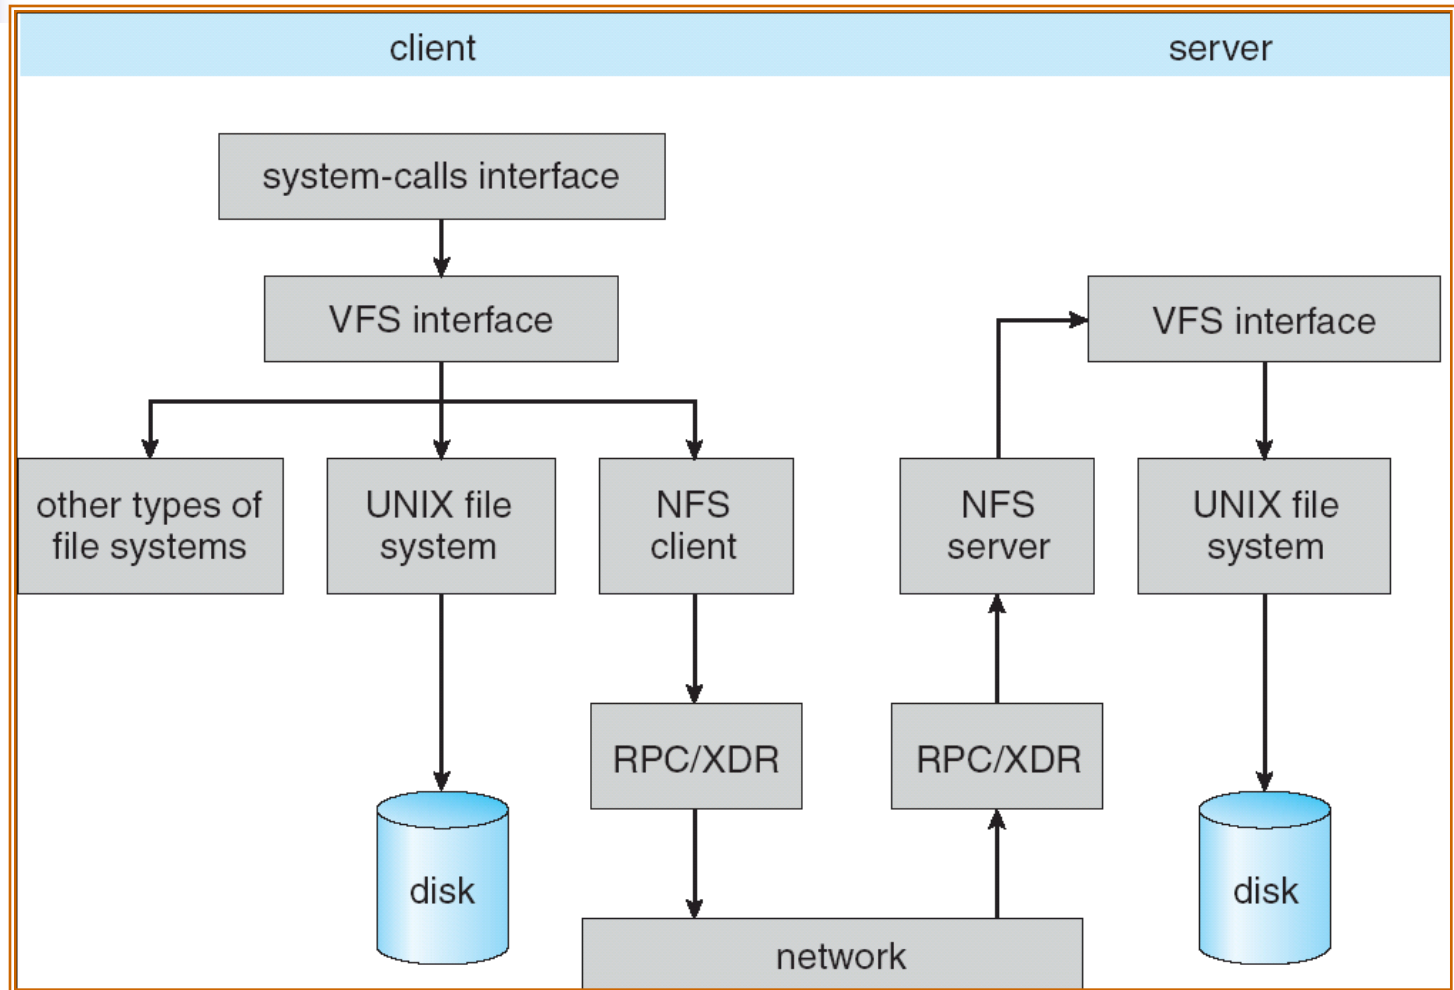 client
server
system-calls interface
VFS interface
VFS interface
other types of
file systems
UNIX file
system
NFS
client
NFS
server
UNIX file
system
RPC/XDR
RPC/XDR
disk
disk
network